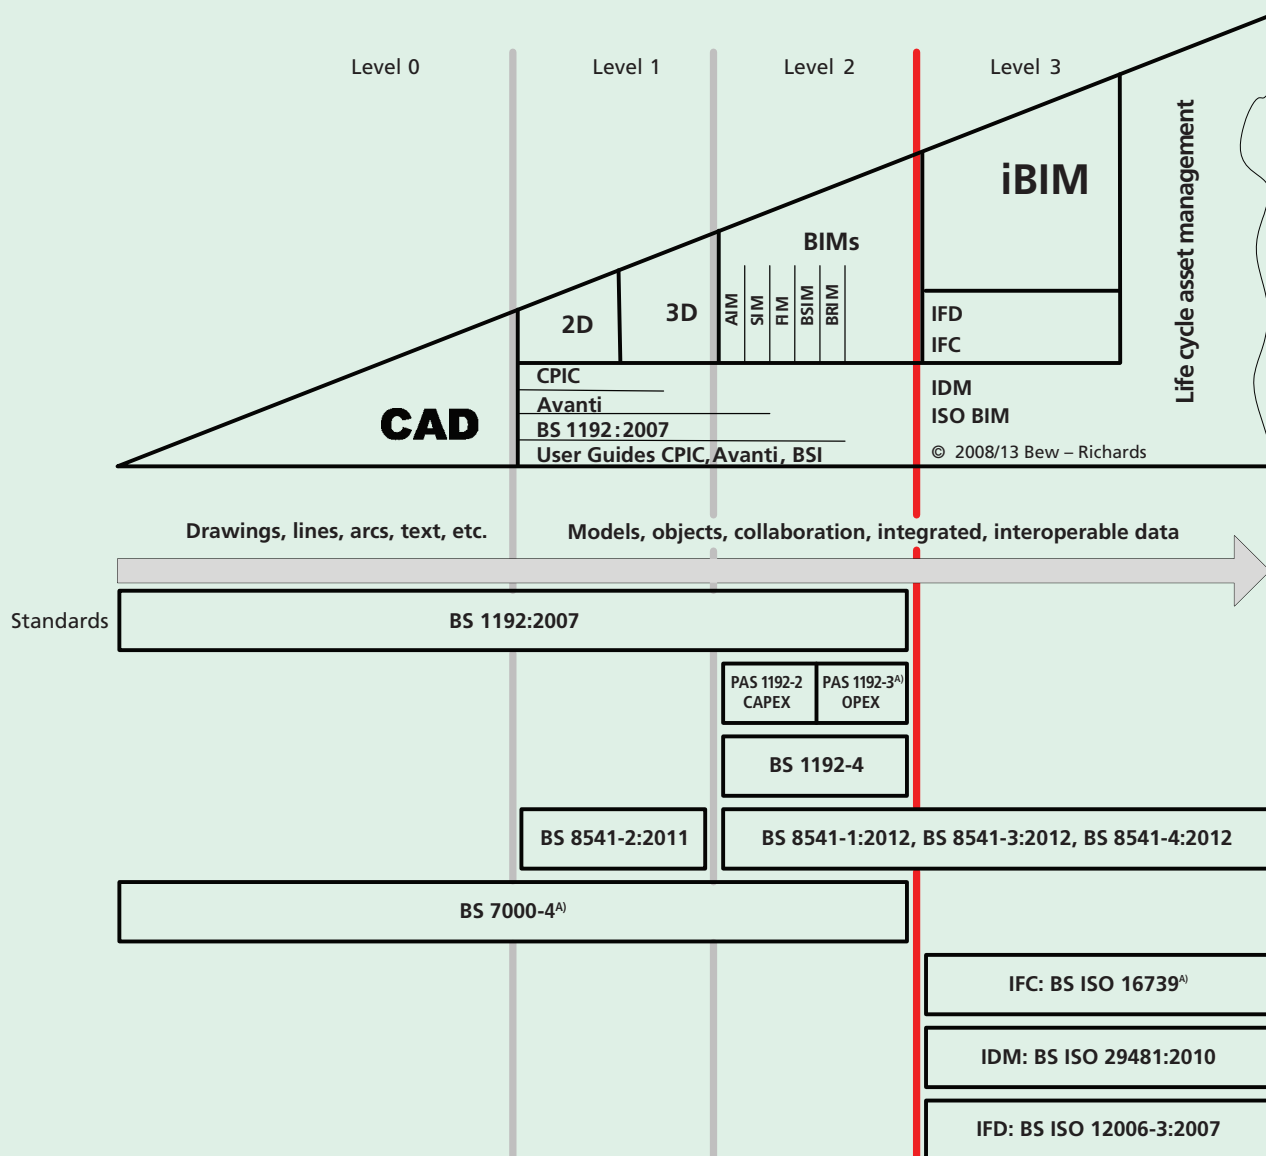 Level 0
Level 1
Level 2
Level 3
iBIM
Life cycle asset management
BIMs
2D
3D
AIM
SIM
FIM
BSIM
BRIM
IFD
IFC
CAD
CPIC
Avanti
BS 1192:2007
User Guides CPIC, Avanti, BSI
IDM
ISO BIM
© 2008/13 Bew – Richards
Drawings, lines, arcs, text, etc.
Models, objects, collaboration, integrated, interoperable data
Standards
BS 1192:2007
PAS 1192-2
CAPEX
PAS 1192-3A)
OPEX
BS 1192-4
BS 8541-2:2011
BS 8541-1:2012, BS 8541-3:2012, BS 8541-4:2012
BS 7000-4A)
IFC: BS ISO 16739A)
IDM: BS ISO 29481:2010
IFD: BS ISO 12006-3:2007